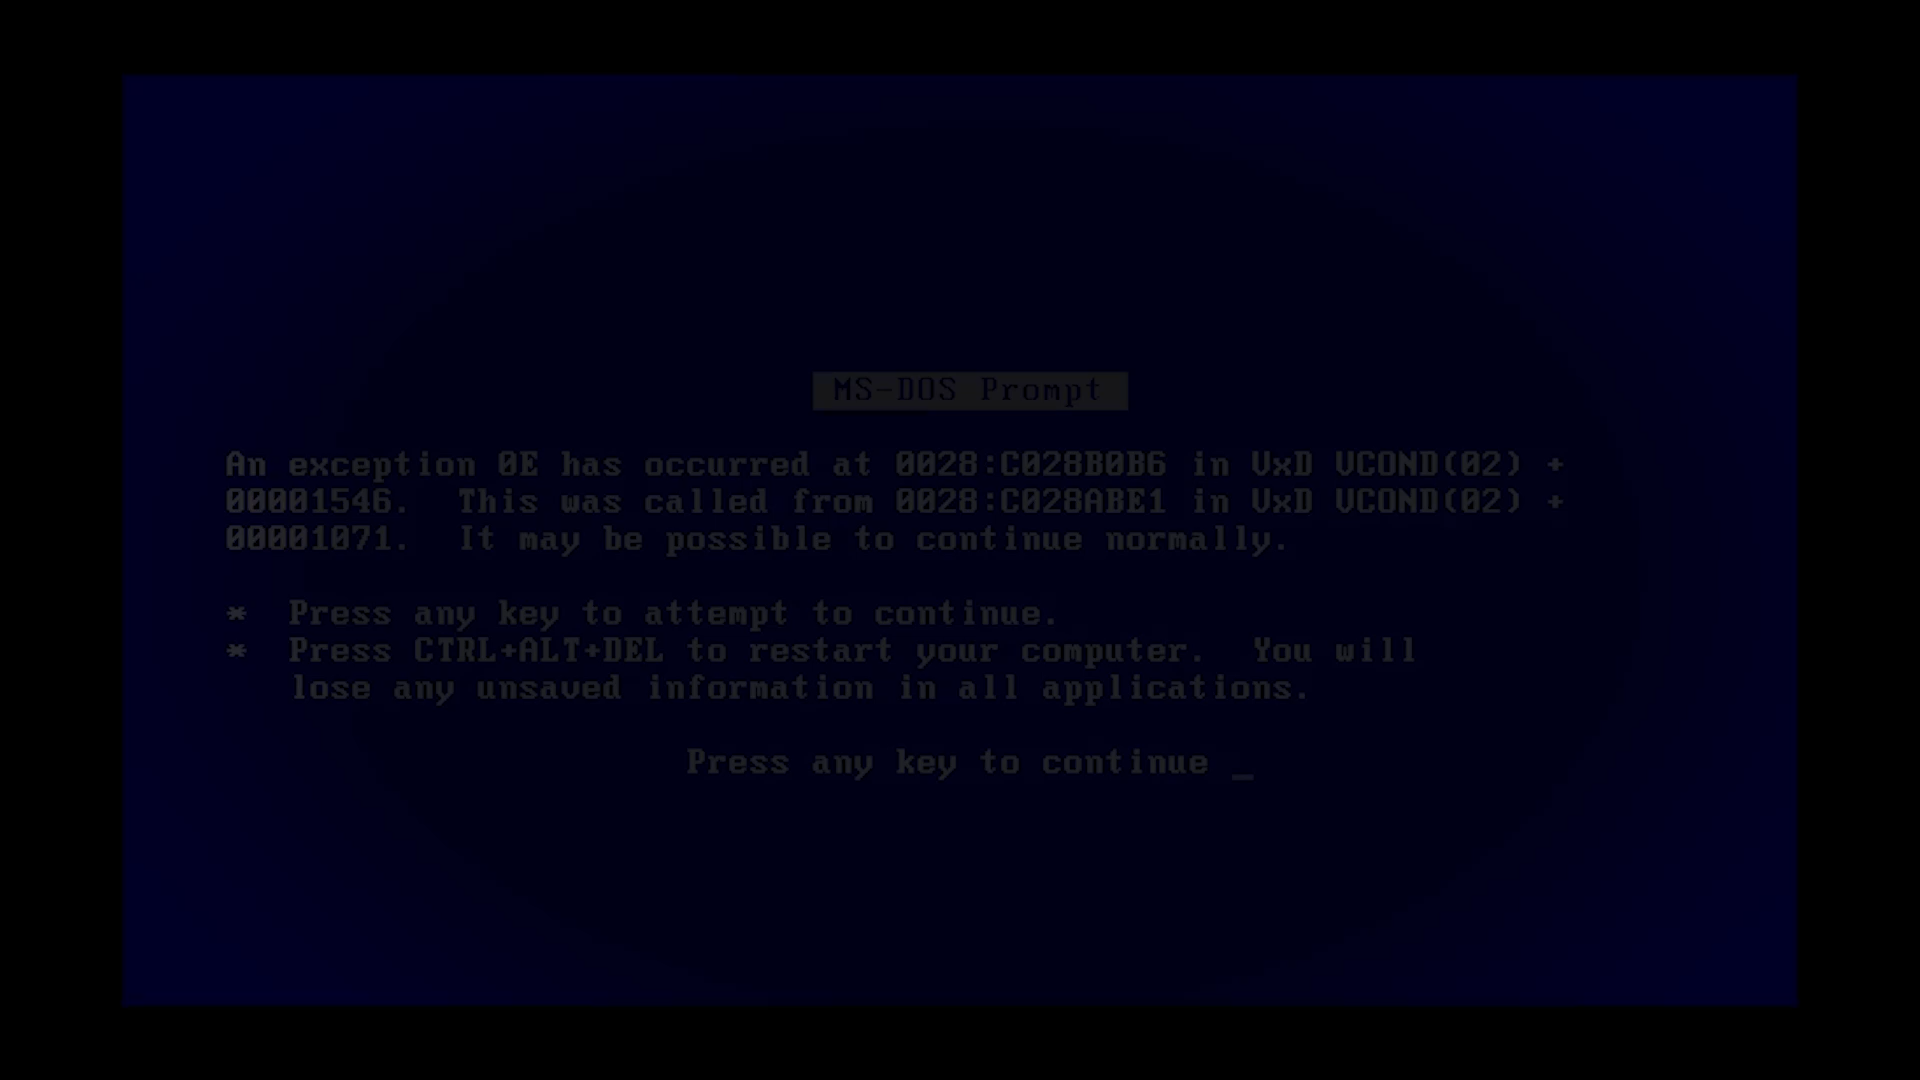 MS-DOS Prompt
An exception 0E has occurred at 0028:C028B0B6 in VxD VCOND(02) +
00001546.  This was called from 0028:C028ABE1 in VxD VCOND(02) +
00001071.  It may be possible to continue normally.
*  Press any key to attempt to continue.
*  Press CTRL+ALT+DEL to restart your computer.  You will
lose any unsaved information in all applications.
Press any key to continue _